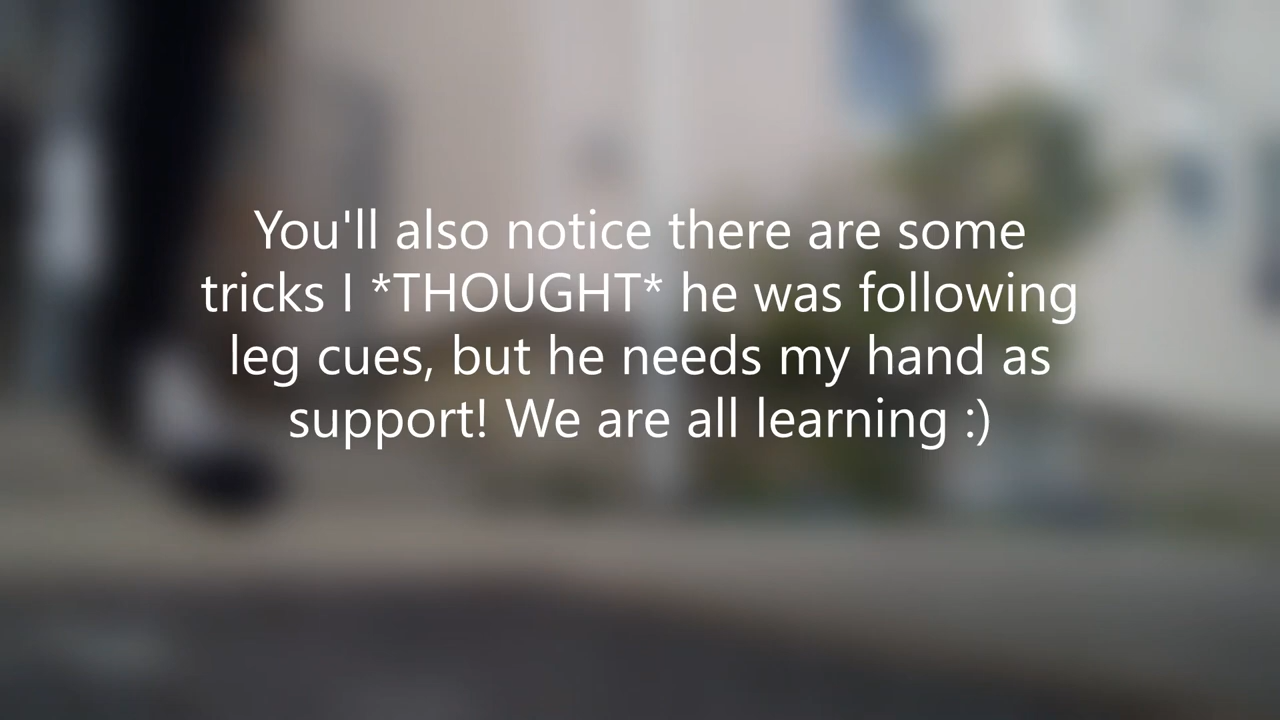 You'll also notice there are some
tricks I *THOUGHT* he was following
leg cues, but he needs my hand as
support! We are all learning :)